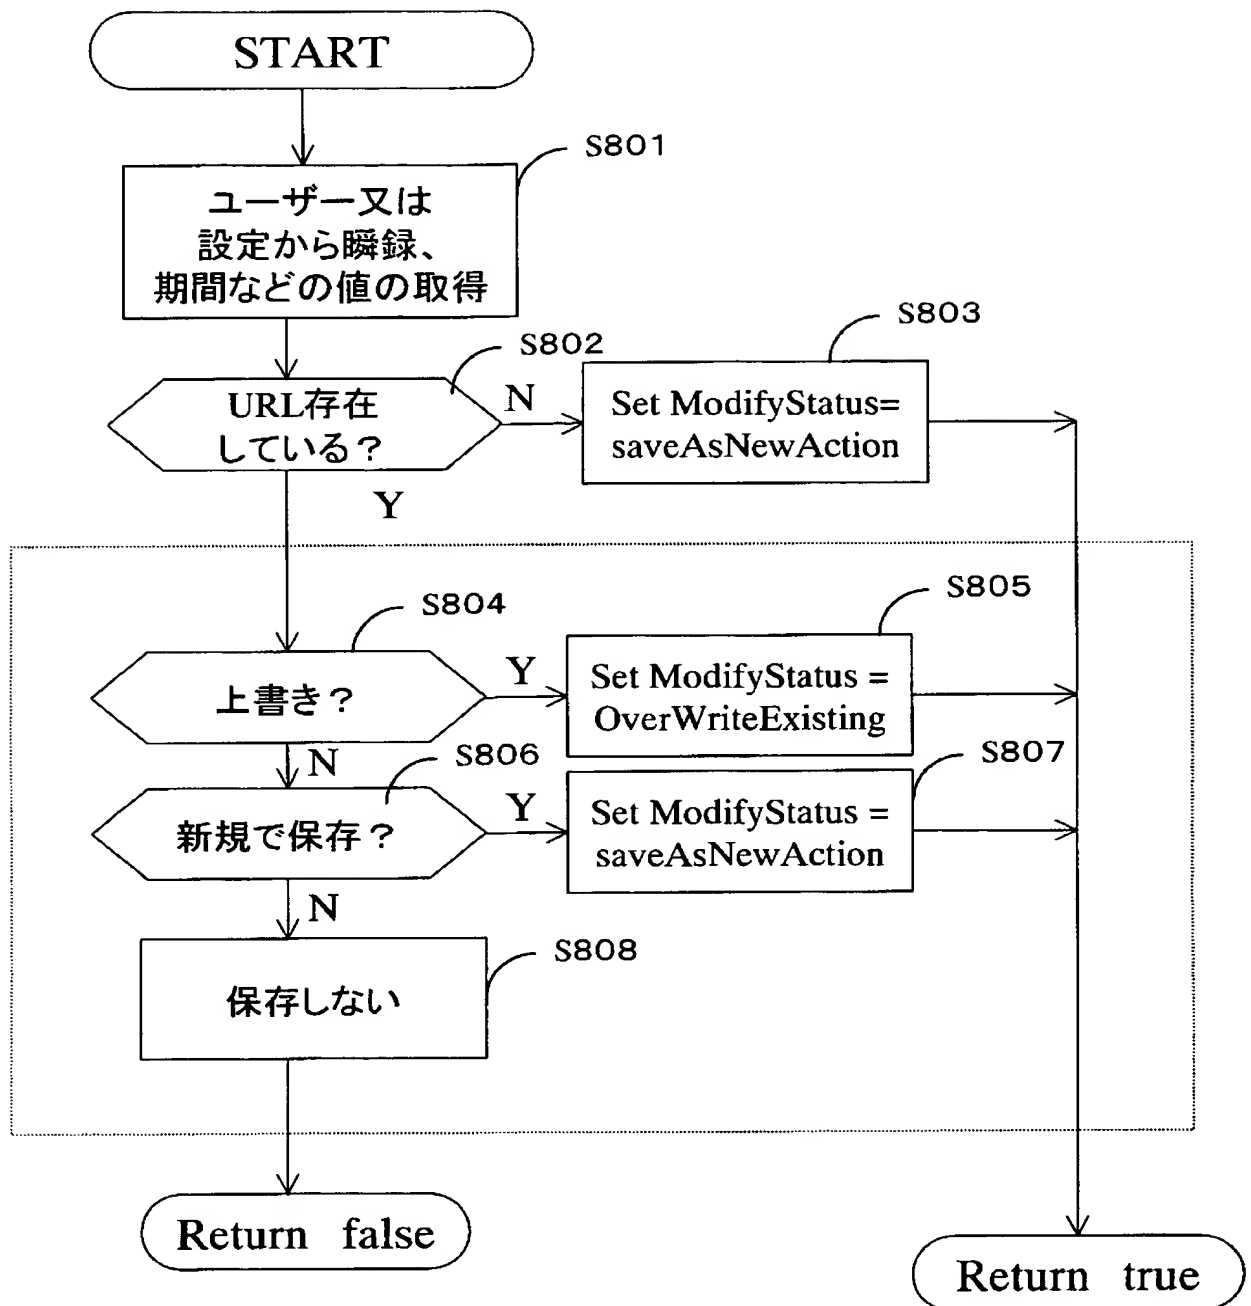 START
S801
ユーザー又は
設定から瞬録、
期間などの値の取得
S802
URL存在
している？
N
S803
Set ModifyStatus=
saveAsNewAction
Y
S804
上書き？
Y
S805
Set ModifyStatus =
OverWriteExisting
N
S806
新規で保存？
Y
S807
Set ModifyStatus =
saveAsNewAction
N
S808
保存しない
Return false
Return true